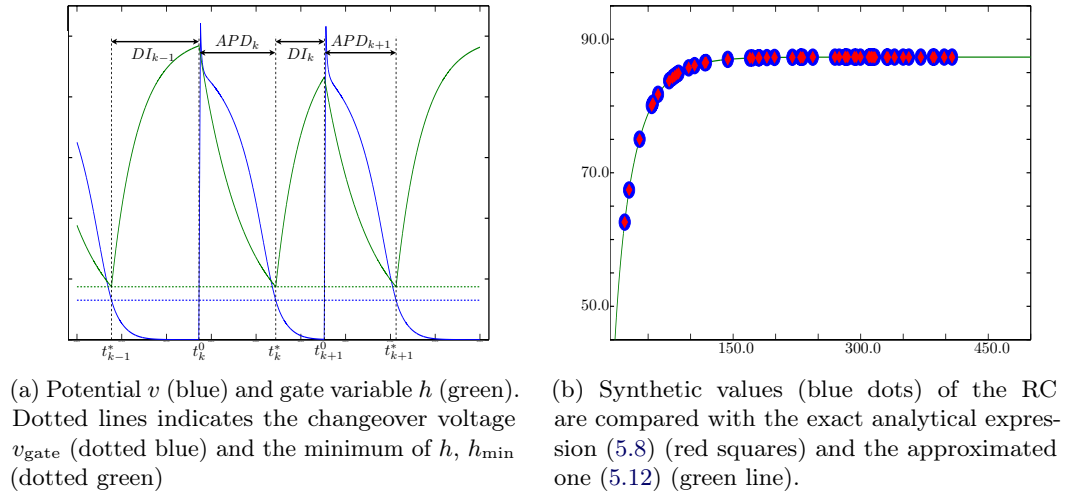 DI_{k−1} APD_k DI_k APD_{k+1}
t^*_{k−1} t^0_k t^*_k t^0_{k+1} t^*_{k+1}
90.0
70.0
50.0
150.0 300.0 450.0
(a) Potential v (blue) and gate variable h (green).
Dotted lines indicates the changeover voltage
v_gate (dotted blue) and the minimum of h, h_min
(dotted green)
(b) Synthetic values (blue dots) of the RC
are compared with the exact analytical expres-
sion (5.8) (red squares) and the approximated
one (5.12) (green line).